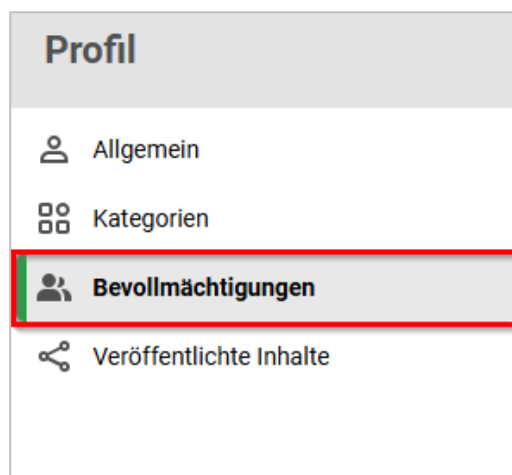 Profil
Allgemein
Kategorien
Bevollmächtigungen
Veröffentlichte Inhalte